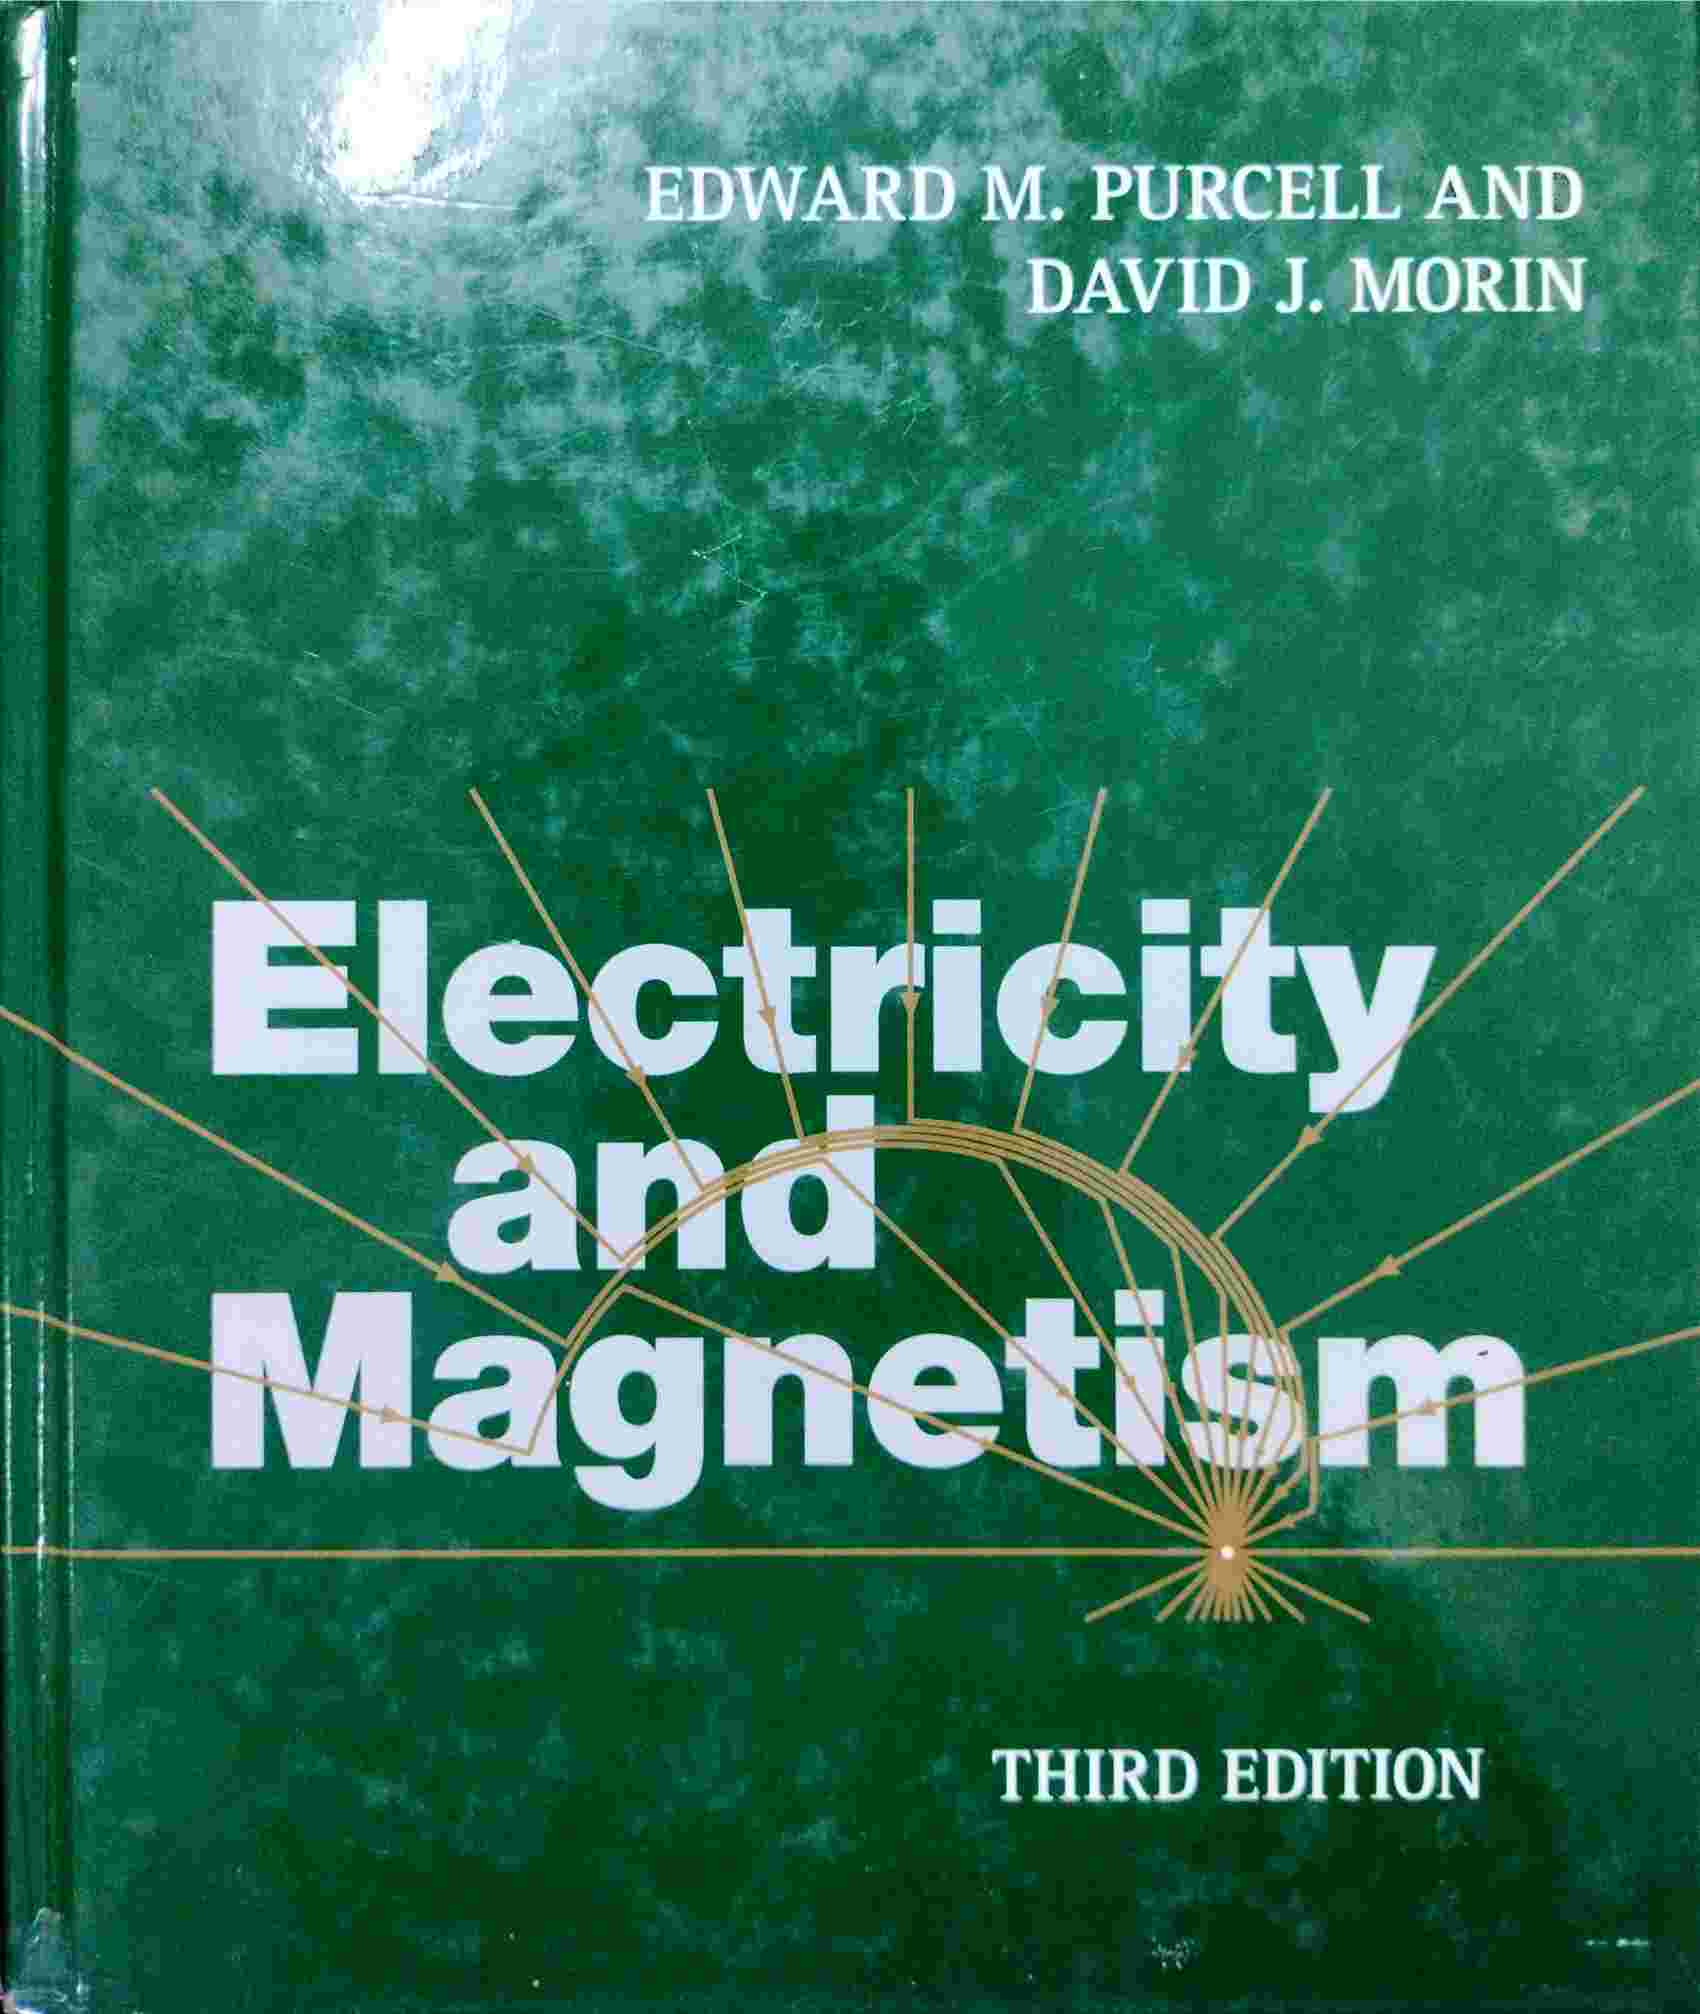 EDWARD M. PURCELL AND
DAVID J. MORIN
Electricity
and
Magnetism
THIRD EDITION